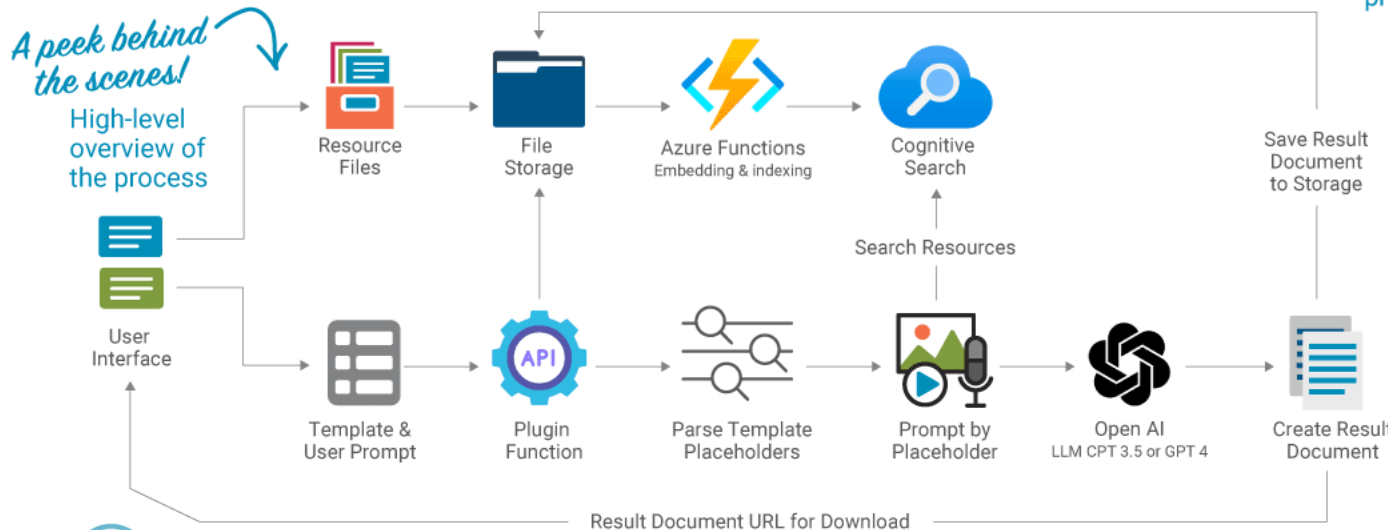 A peek behind
the scenes!
High-level
overview of
the process
User
Interface
Resource
Files
File
Storage
Azure Functions
Embedding & indexing
Cognitive
Search
Save Result
Document
to Storage
Search Resources
Template &
User Prompt
API
Plugin
Function
Parse Template
Placeholders
Prompt by
Placeholder
Open AI
LLM CPT 3.5 or GPT 4
Create Result
Document
Result Document URL for Download